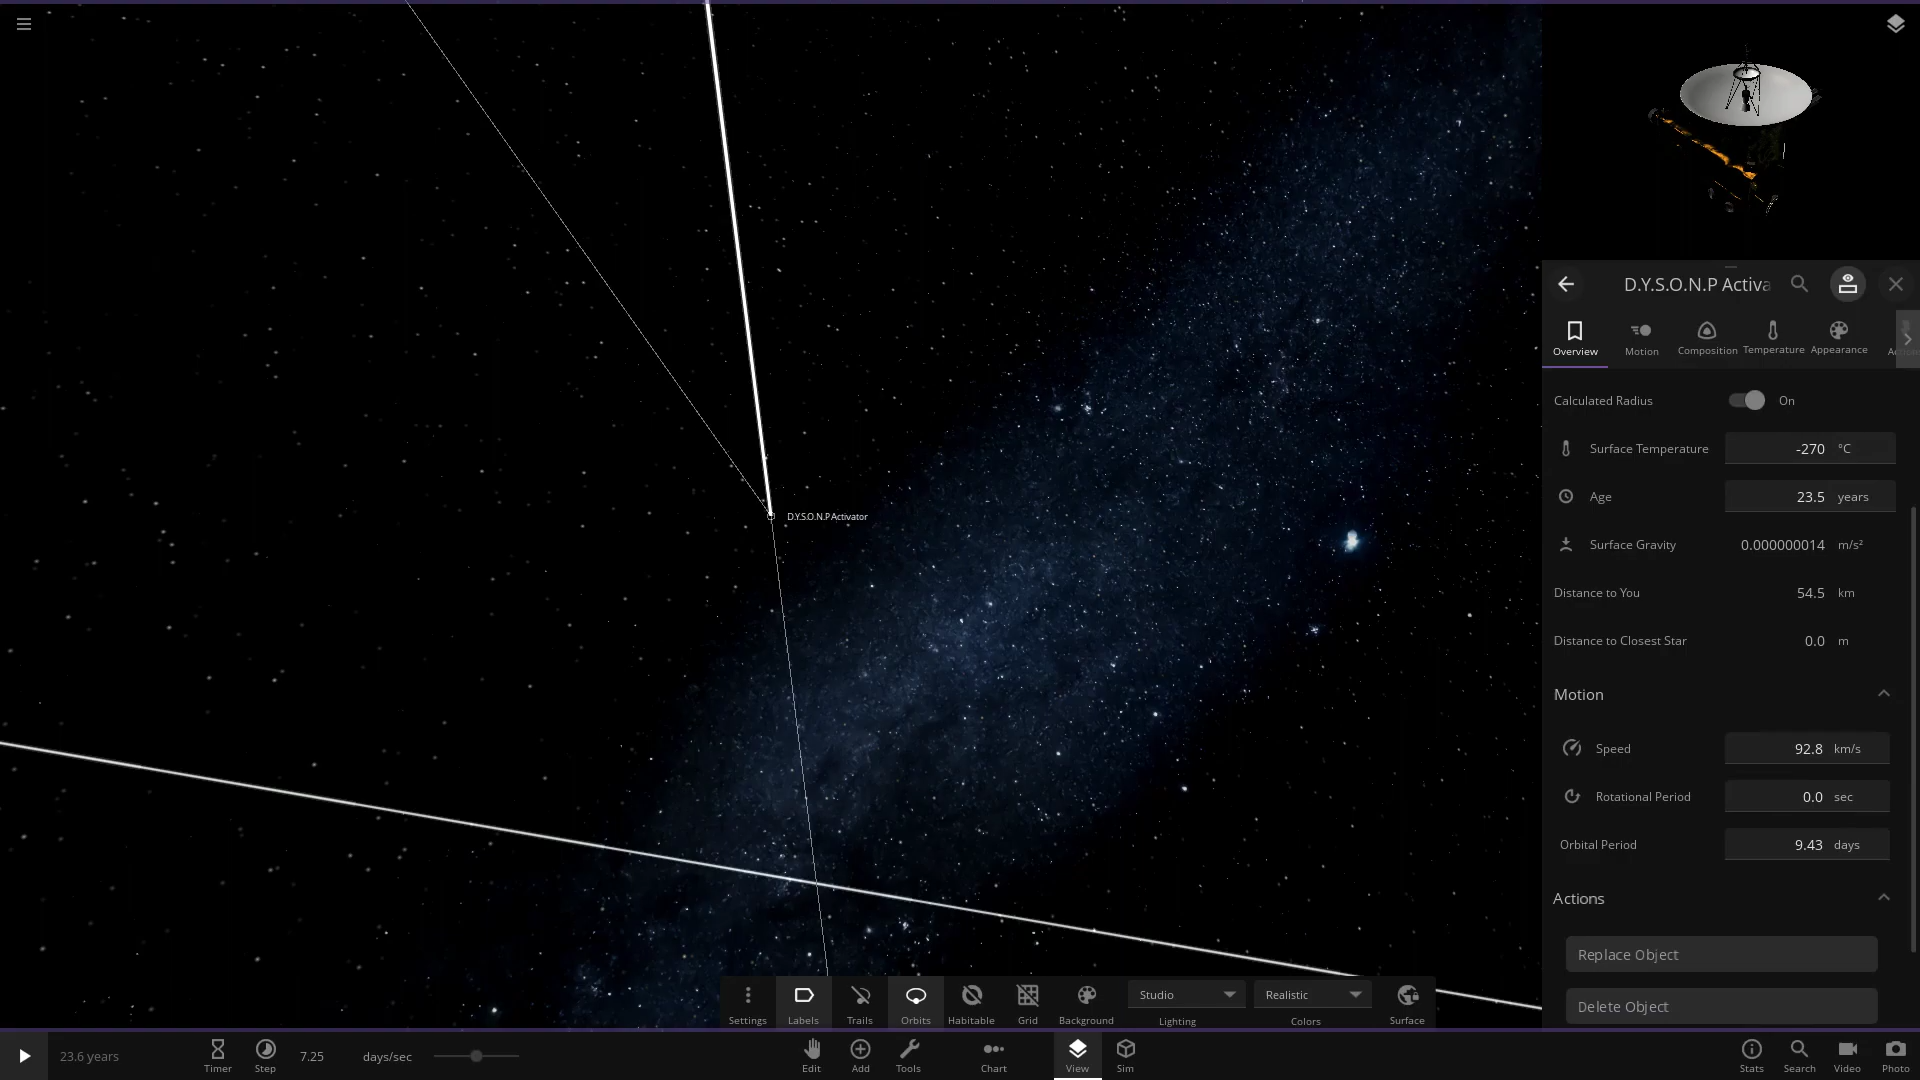 D.Y.S.O.N.P Activa
Overview
Motion
Composition
Temperature
Appearance
Calculated Radius On
Surface Temperature -270 °C
Age 23.5 years
Surface Gravity 0.000000014 m/s²
Distance to You 54.5 km
Distance to Closest Star 0.0 m
Motion
Speed 92.8 km/s
Rotational Period 0.0 sec
Orbital Period 9.43 days
Actions
Replace Object
Delete Object
D.Y.S.O.N.P Activator
Settings
Labels
Trails
Orbits
Habitable
Grid
Background
Studio
Lighting
Realistic
Colors
Surface
23.6 years
Timer
Step
7.25 days/sec
Edit
Add
Tools
Chart
View
Sim
Stats
Search
Video
Photo